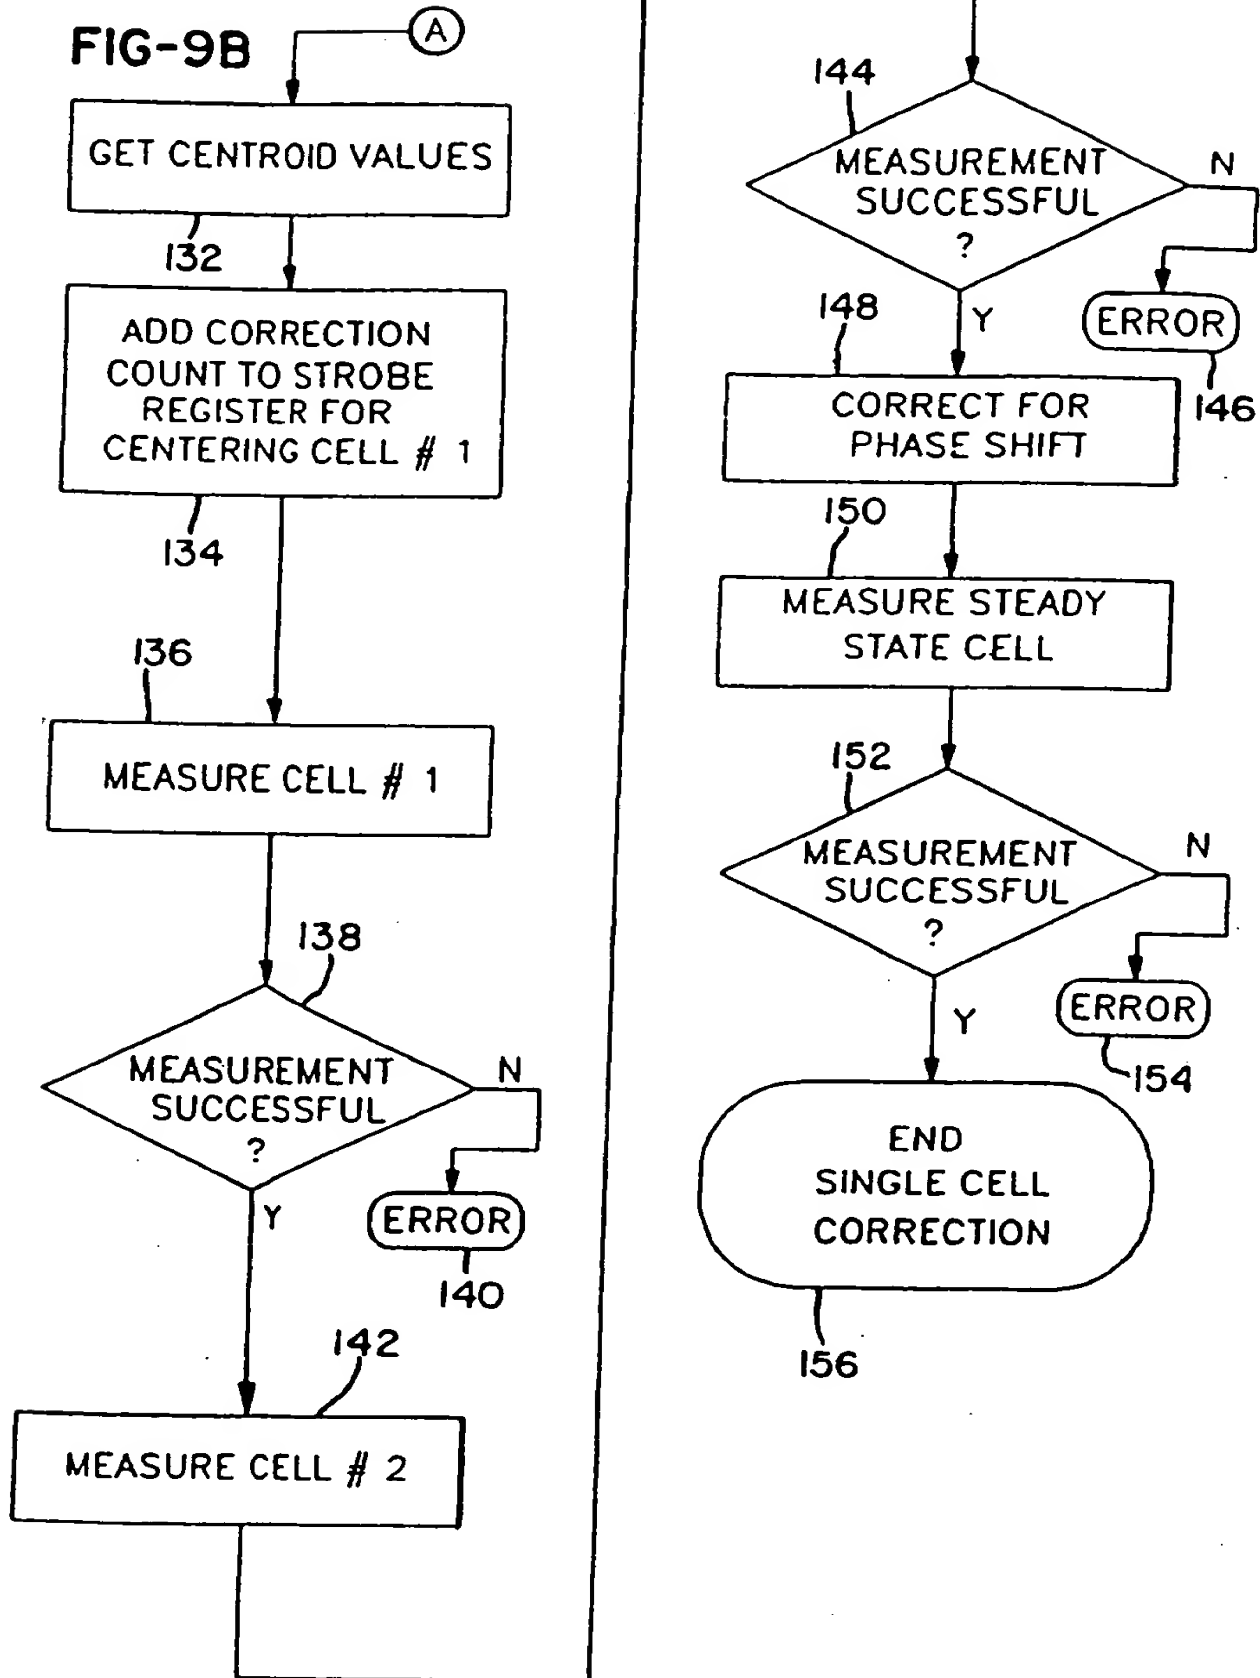 FIG-9B
A
GET CENTROID VALUES
132
ADD CORRECTION
COUNT TO STROBE
REGISTER FOR
CENTERING CELL # 1
134
136
MEASURE CELL # 1
138
MEASUREMENT
SUCCESSFUL
?
N
Y
ERROR
140
142
MEASURE CELL # 2
144
MEASUREMENT
SUCCESSFUL
?
N
Y
ERROR
146
148
CORRECT FOR
PHASE SHIFT
150
MEASURE STEADY
STATE CELL
152
MEASUREMENT
SUCCESSFUL
?
N
Y
ERROR
154
END
SINGLE CELL
CORRECTION
156